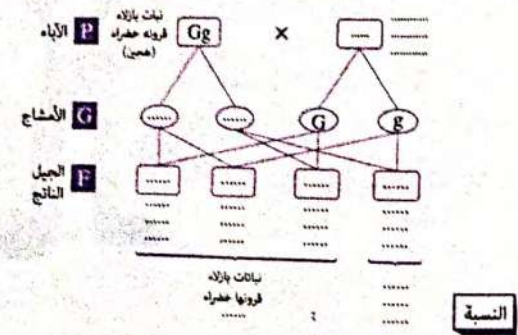 P الآباء
نبات بازلاء
قرونه خضراء
(هجين)
Gg × ......
......
......
......
G الأمشاج
...... ...... G g
F الجيل
الناتج
...... ...... ...... ......
...... ...... ...... ......
...... ...... ...... ......
...... ...... ...... ......
نباتات بازلاء
قرونها خضراء
......
:
......
......
......
النسبة